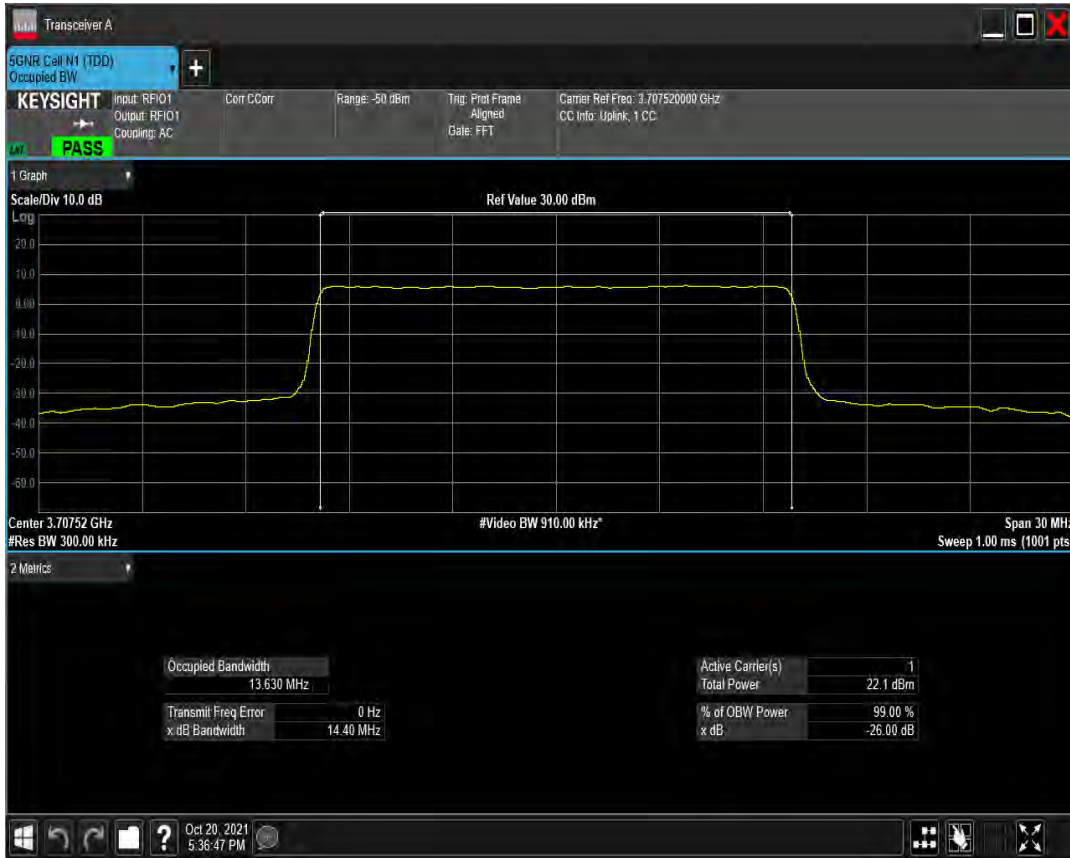 Transceiver A
5GNR Cell N1 (TDD)
Occupied BW
+
KEYSIGHT
Input: RFIO1
Output: RFIO1
Coupling: AC
Corr CCorr
Range: -50 dBm
Trig: Prot Frame
Aligned
Gate: FFT
Carrier Ref Freq: 3.707520000 GHz
CC Info: Uplink, 1 CC
PASS
1 Graph
Scale/Div 10.0 dB
Ref Value 30.00 dBm
Log
20.0
10.0
0.00
-10.0
-20.0
-30.0
-40.0
-50.0
-60.0
Center 3.70752 GHz
#Video BW 910.00 kHz*
Span 30 MHz
#Res BW 300.00 kHz
Sweep 1.00 ms (1001 pts
2 Metrics
Occupied Bandwidth
13.630 MHz
Transmit Freq Error 0 Hz
x dB Bandwidth 14.40 MHz
Active Carrier(s) 1
Total Power 22.1 dBm
% of OBW Power 99.00 %
x dB -26.00 dB
?
Oct 20, 2021
5:36:47 PM